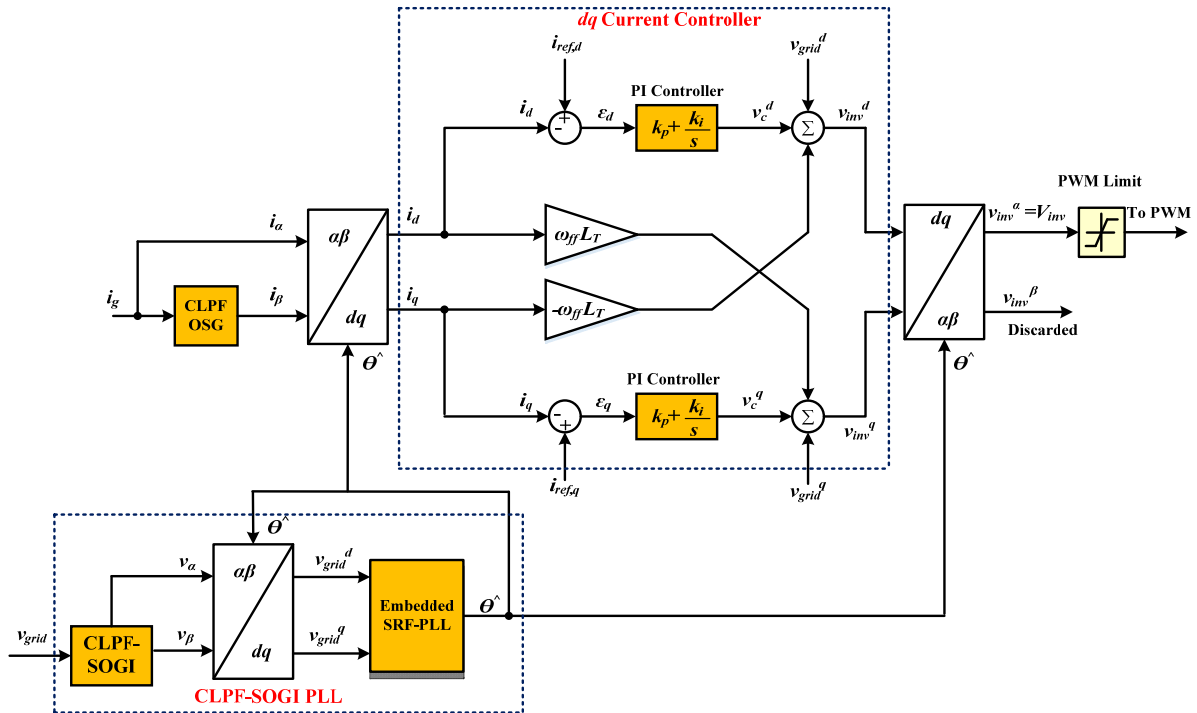 dq Current Controller
i_ref,d
v_grid^d
PI Controller
i_d
- +
ε_d
k_p + k_i/s
v_c^d
Σ
v_inv^d
PWM Limit
i_α
αβ
dq
i_d
ω_ff L_T
dq
αβ
v_inv^α = V_inv
To PWM
i_g
CLPF
OSG
i_β
i_q
-ω_ff L_T
v_inv^β
Discarded
θ^
θ^
PI Controller
i_q
- +
ε_q
k_p + k_i/s
v_c^q
Σ
v_inv^q
i_ref,q
v_grid^q
θ^
v_α
αβ
dq
v_grid^d
Embedded
SRF-PLL
θ^
v_grid
CLPF-
SOGI
v_β
v_grid^q
CLPF-SOGI PLL